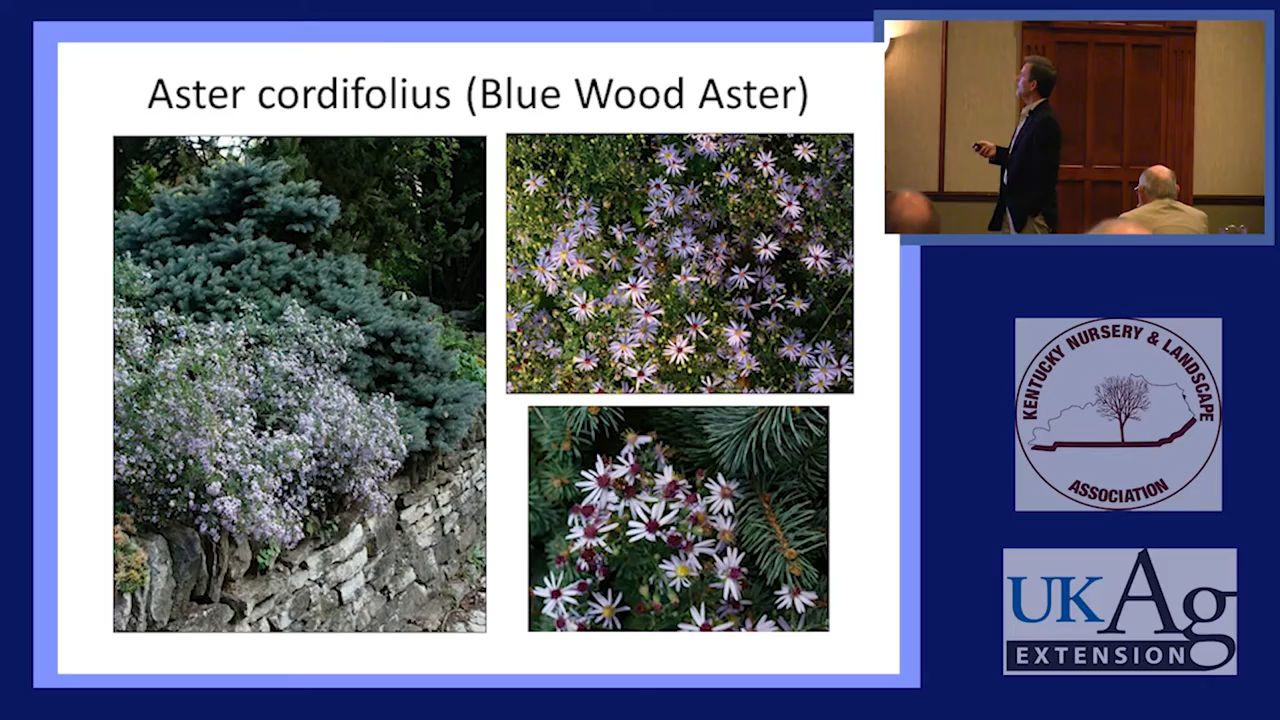 Aster cordifolius (Blue Wood Aster)
KENTUCKY NURSERY & LANDSCAPE
ASSOCIATION
UKAg
EXTENSION